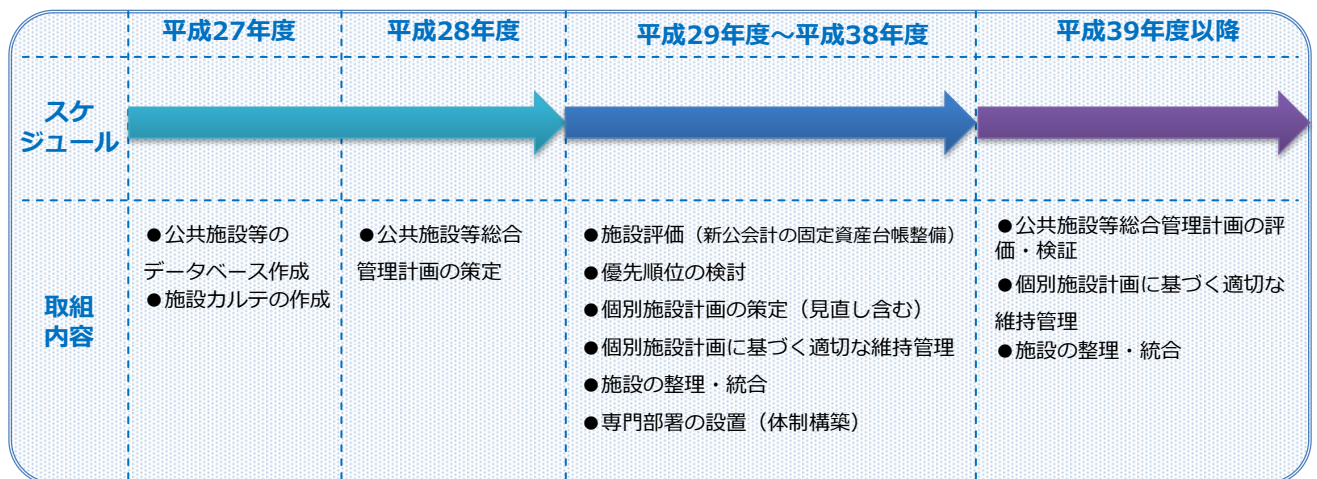 平成27年度
平成28年度
平成29年度～平成38年度
平成39年度以降
スケ
ジュール
取組
内容
●公共施設等の
データベース作成
●施設カルテの作成
●公共施設等総合
管理計画の策定
●施設評価（新公会計の固定資産台帳整備）
●優先順位の検討
●個別施設計画の策定（見直し含む）
●個別施設計画に基づく適切な維持管理
●施設の整理・統合
●専門部署の設置（体制構築）
●公共施設等総合管理計画の評
価・検証
●個別施設計画に基づく適切な
維持管理
●施設の整理・統合